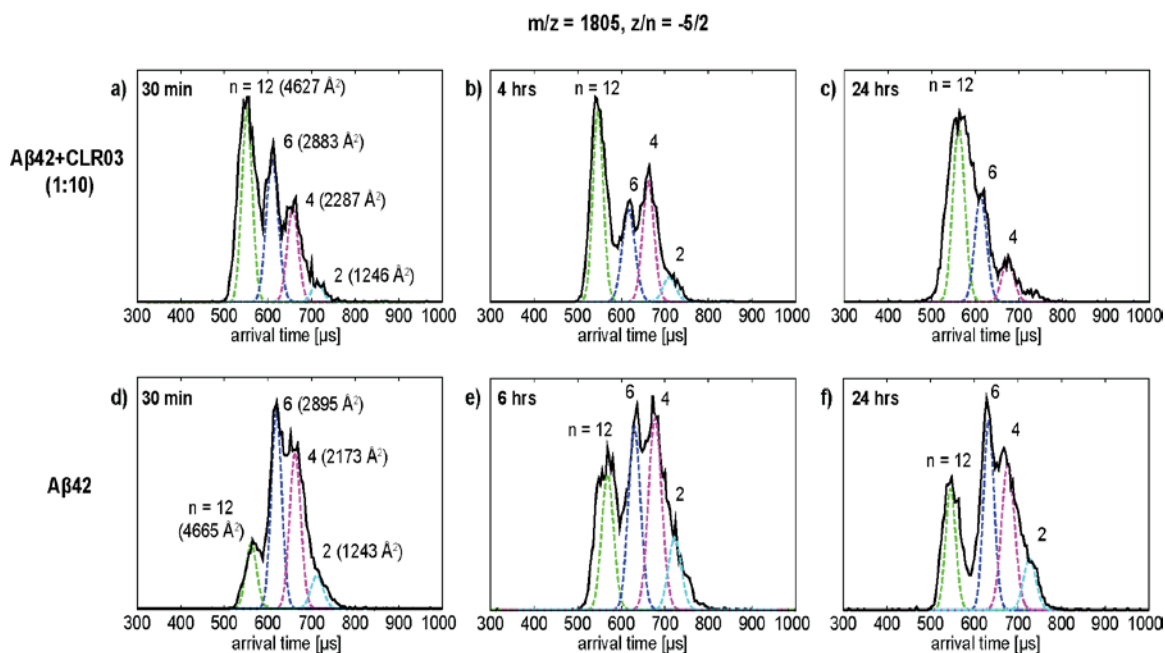 m/z = 1805, z/n = -5/2
Aβ42+CLR03
(1:10)
a) 30 min
n = 12 (4627 Å²)
6 (2883 Å²)
4 (2287 Å²)
2 (1246 Å²)
300 400 500 600 700 800 900 1000
arrival time [µs]
b) 4 hrs
n = 12
6
4
2
300 400 500 600 700 800 900 1000
arrival time [µs]
c) 24 hrs
n = 12
6
4
300 400 500 600 700 800 900 1000
arrival time [µs]
Aβ42
d) 30 min
6 (2895 Å²)
4 (2173 Å²)
n = 12
(4665 Å²)
2 (1243 Å²)
300 400 500 600 700 800 900 1000
arrival time [µs]
e) 6 hrs
n = 12
6
4
2
300 400 500 600 700 800 900 1000
arrival time [µs]
f) 24 hrs
n = 12
6
4
2
300 400 500 600 700 800 900 1000
arrival time [µs]